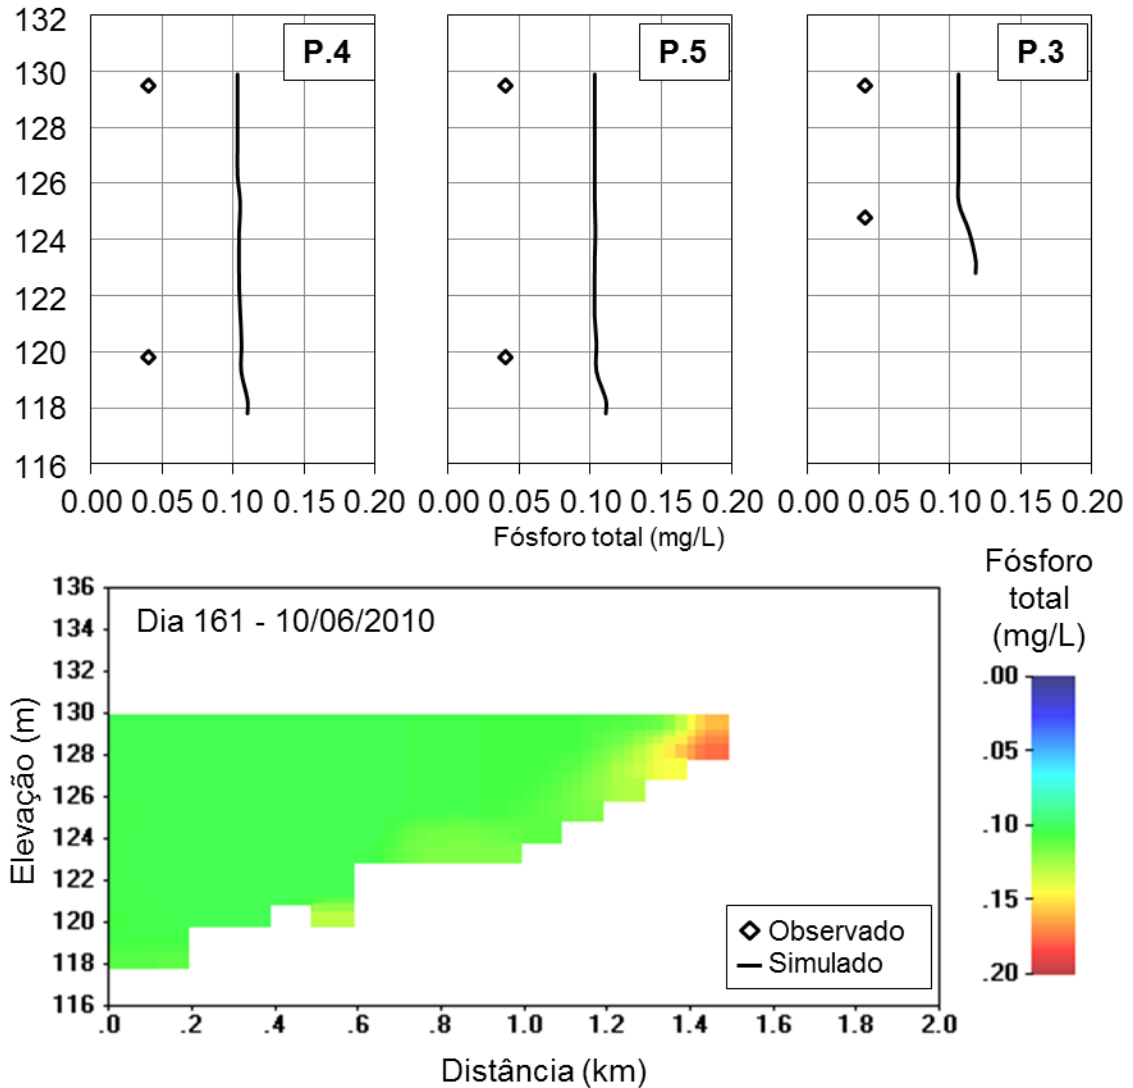 132
130
128
126
124
122
120
118
116
P.4
P.5
P.3
0.00 0.05 0.10 0.15 0.20
0.00 0.05 0.10 0.15 0.20
0.00 0.05 0.10 0.15 0.20
Fósforo total (mg/L)
Fósforo
total
(mg/L)
.00
.05
.10
.15
.20
Dia 161 - 10/06/2010
Elevação (m)
136
134
132
130
128
126
124
122
120
118
116
Observado
Simulado
.0 .2 .4 .6 .8 1.0 1.2 1.4 1.6 1.8 2.0
Distância (km)